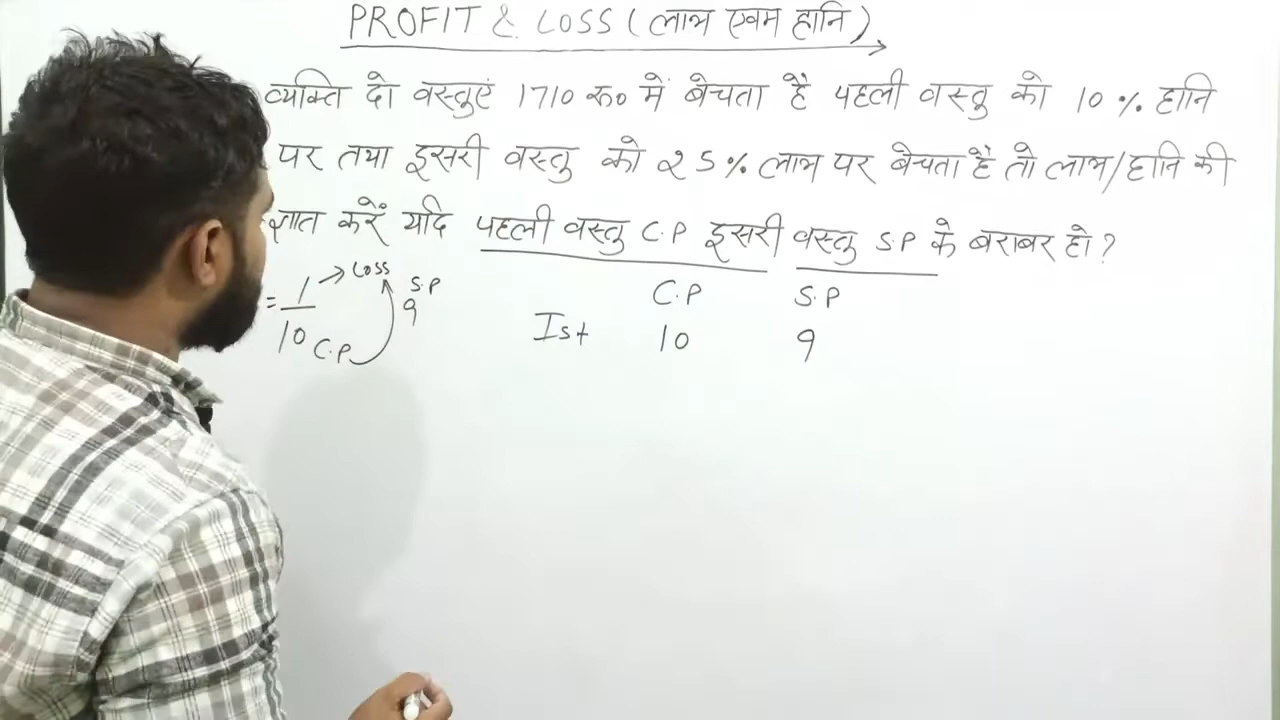 PROFIT & LOSS (लाभ एवम हानि)
व्यक्ति दो वस्तुएं 1710 रू० में बेचता है पहली वस्तु को 10 % हानि
पर तथा दूसरी वस्तु को 25% लाभ पर बेचता है तो लाभ/हानि की
ज्ञात करें यदि पहली वस्तु C.P दूसरी वस्तु S.P के बराबर हो ?
= 1/10 → Loss C.P S.P 9
C.P S.P
Ist 10 9